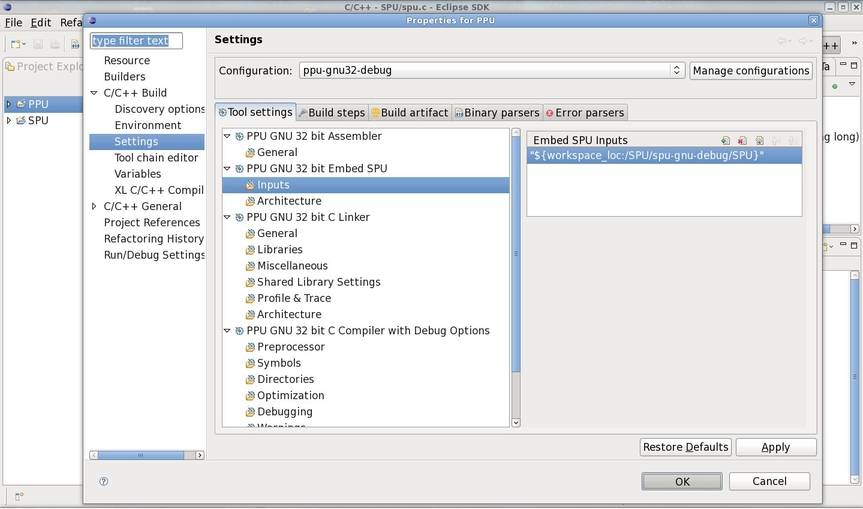 C/C++ - SPU/spu.c - Eclipse SDK
File Edit Refa
Properties for PPU
type filter text
Settings
Project Explo
PPU
SPU
Resource
Builders
C/C++ Build
Discovery options
Environment
Settings
Tool chain editor
Variables
XL C/C++ Compil
C/C++ General
Project References
Refactoring History
Run/Debug Settings
Configuration: ppu-gnu32-debug Manage configurations
Tool settings Build steps Build artifact Binary parsers Error parsers
PPU GNU 32 bit Assembler
General
PPU GNU 32 bit Embed SPU
Inputs
Architecture
PPU GNU 32 bit C Linker
General
Libraries
Miscellaneous
Shared Library Settings
Profile & Trace
Architecture
PPU GNU 32 bit C Compiler with Debug Options
Preprocessor
Symbols
Directories
Optimization
Debugging
Warnings
Embed SPU Inputs
"${workspace_loc:/SPU/spu-gnu-debug/SPU}"
++
»
Ta
ng long)
Restore Defaults Apply
OK Cancel